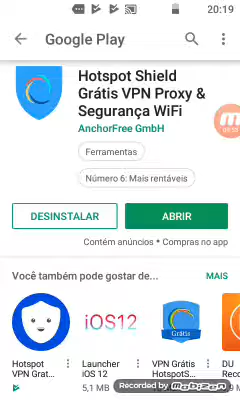 20:19
Google Play
Hotspot Shield
Grátis VPN Proxy &
Segurança WiFi
AnchorFree GmbH
Ferramentas
Número 6: Mais rentáveis
DESINSTALAR
ABRIR
Contém anúncios • Compras no app
Você também pode gostar de...
MAIS
iOS12
Grátis
Hotspot
VPN Grat...
Launcher
iOS 12
5,1 MB
VPN Grátis
HotspotS...
DU
Reco
Recorded by Mobizen